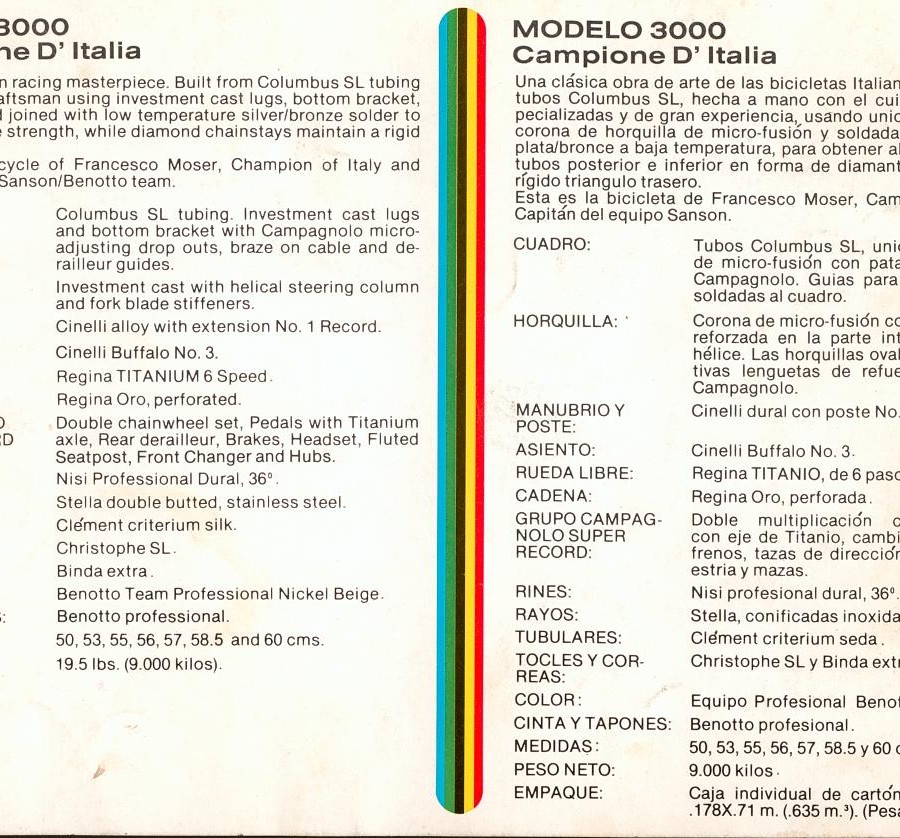 3000
ne D' Italia
n racing masterpiece. Built from Columbus SL tubing
aftsman using investment cast lugs, bottom bracket,
joined with low temperature silver/bronze solder to
strength, while diamond chainstays maintain a rigid
cycle of Francesco Moser, Champion of Italy and
Sanson/Benotto team.
Columbus SL tubing. Investment cast lugs
and bottom bracket with Campagnolo micro-
adjusting drop outs, braze on cable and de-
railleur guides.
Investment cast with helical steering column
and fork blade stiffeners.
Cinelli alloy with extension No. 1 Record.
Cinelli Buffalo No. 3.
Regina TITANIUM 6 Speed.
Regina Oro, perforated.
O Double chainwheel set, Pedals with Titanium
RD axle, Rear derailleur, Brakes, Headset, Fluted
Seatpost, Front Changer and Hubs.
Nisi Professional Dural, 36º.
Stella double butted, stainless steel.
Clément criterium silk.
Christophe SL.
Binda extra.
Benotto Team Professional Nickel Beige.
S: Benotto professional.
50, 53, 55, 56, 57, 58.5 and 60 cms.
19.5 lbs. (9.000 kilos).
MODELO 3000
Campione D' Italia
Una clásica obra de arte de las bicicletas Italian
tubos Columbus SL, hecha a mano con el cui
pecializadas y de gran experiencia, usando unic
corona de horquilla de micro-fusión y soldada
plata/bronce a baja temperatura, para obtener al
tubos posterior e inferior en forma de diamant
rígido triangulo trasero.
Esta es la bicicleta de Francesco Moser, Cam
Capitán del equipo Sanson.
CUADRO: Tubos Columbus SL, unic
de micro-fusión con pata
Campagnolo. Guias para
soldadas al cuadro.
HORQUILLA: Corona de micro-fusión co
reforzada en la parte int
hélice. Las horquillas oval
tivas lenguetas de refue
Campagnolo.
MANUBRIO Y Cinelli dural con poste No.
POSTE:
ASIENTO: Cinelli Buffalo No. 3.
RUEDA LIBRE: Regina TITANIO, de 6 paso
CADENA: Regina Oro, perforada.
GRUPO CAMPAG- Doble multiplicación c
NOLO SUPER con eje de Titanio, cambi
RECORD: frenos, tazas de dirección
estria y mazas.
RINES: Nisi profesional dural, 36º.
RAYOS: Stella, conificadas inoxida
TUBULARES: Clément criterium seda.
TOCLES Y COR- Christophe SL y Binda extr
REAS:
COLOR: Equipo Profesional Benot
CINTA Y TAPONES: Benotto profesional.
MEDIDAS: 50, 53, 55, 56, 57, 58.5 y 60 c
PESO NETO: 9.000 kilos.
EMPAQUE: Caja individual de cartón
.178X.71 m. (.635 m.³). (Pesa